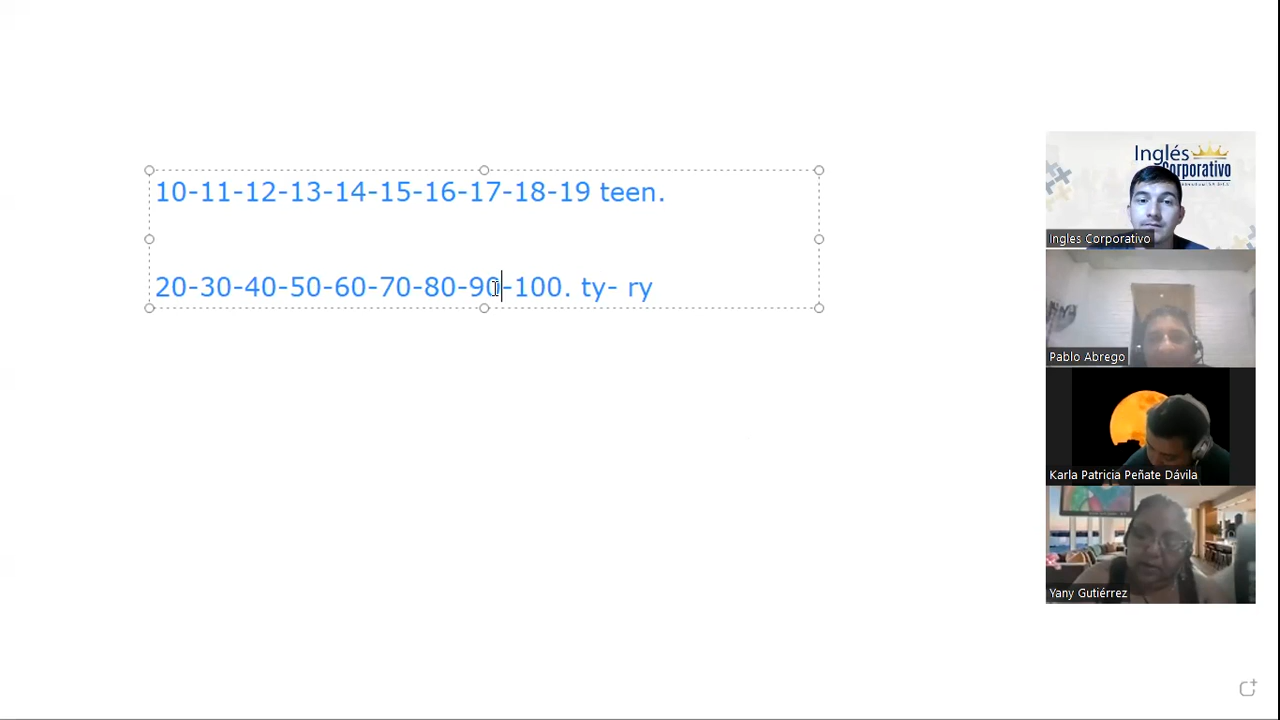 10-11-12-13-14-15-16-17-18-19 teen.
20-30-40-50-60-70-80-90-100. ty- ry
Inglés
Corporativo
Ingles Corporativo
Pablo Abrego
Karla Patricia Peñate Dávila
Yany Gutiérrez